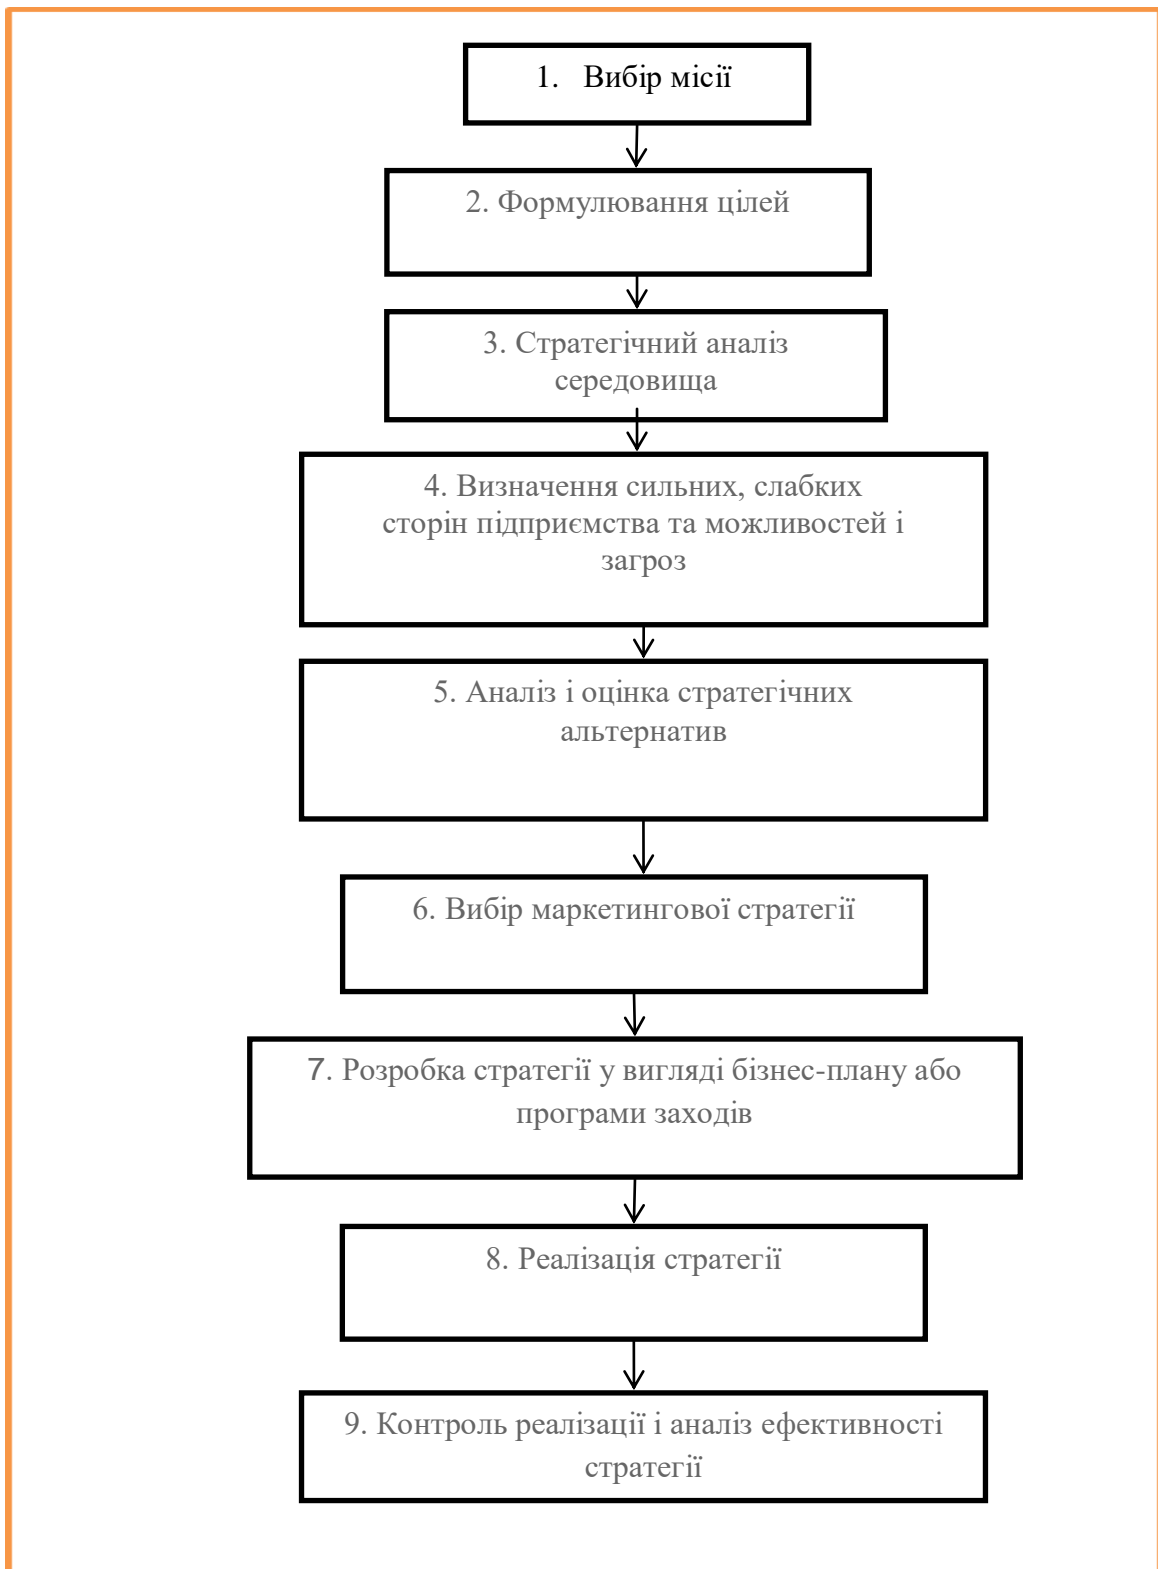 1. Вибір місії
2. Формулювання цілей
3. Стратегічний аналіз
середовища
4. Визначення сильних, слабких
сторін підприємства та можливостей і
загроз
5. Аналіз і оцінка стратегічних
альтернатив
6. Вибір маркетингової стратегії
7. Розробка стратегії у вигляді бізнес-плану або
програми заходів
8. Реалізація стратегії
9. Контроль реалізації і аналіз ефективності
стратегії